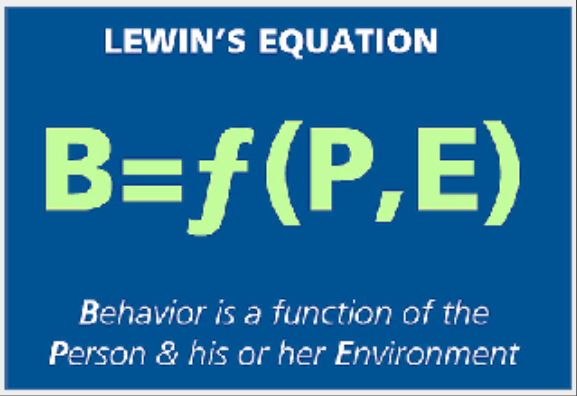 LEWIN'S EQUATION
B=ƒ(P,E)
Behavior is a function of the
Person & his or her Environment